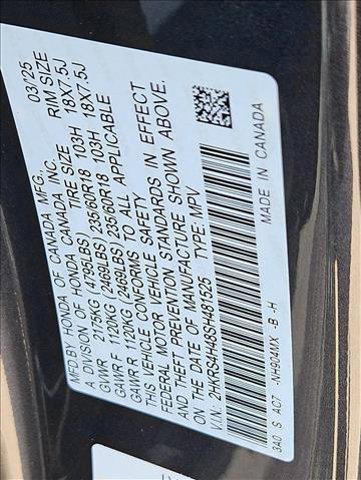 MFD BY HONDA OF CANADA MFG. 03/25
A DIVISION OF HONDA CANADA INC.
TIRE SIZE RIM SIZE
GVWR 2175KG (4795LBS)
GAWR F 1120KG (2469LBS) 235/60R18 103H 18X7.5J
GAWR R 1120KG (2469LBS) 235/60R18 103H 18X7.5J
THIS VEHICLE CONFORMS TO ALL APPLICABLE
FEDERAL MOTOR VEHICLE SAFETY
AND THEFT PREVENTION STANDARDS IN EFFECT
ON THE DATE OF MANUFACTURE SHOWN ABOVE.
V.I.N: 2HKRS4H48SH481525 TYPE: MPV
3A0. S AC7 -NH904MX -B -H MADE IN CANADA